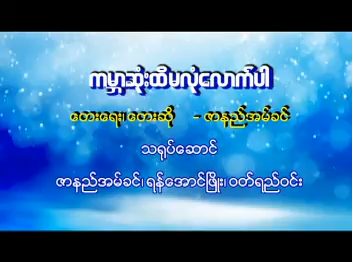 ကမ္ဘာဆုံးထိမလုံလောက်ပါ
တေးရေး၊ တေးဆို - ဇာနည်အမ်ခင်
သရုပ်ဆောင်
ဇာနည်အမ်ခင်၊ ရန်အောင်ဖြိုး၊ ဝတ်ရည်ဝင်း